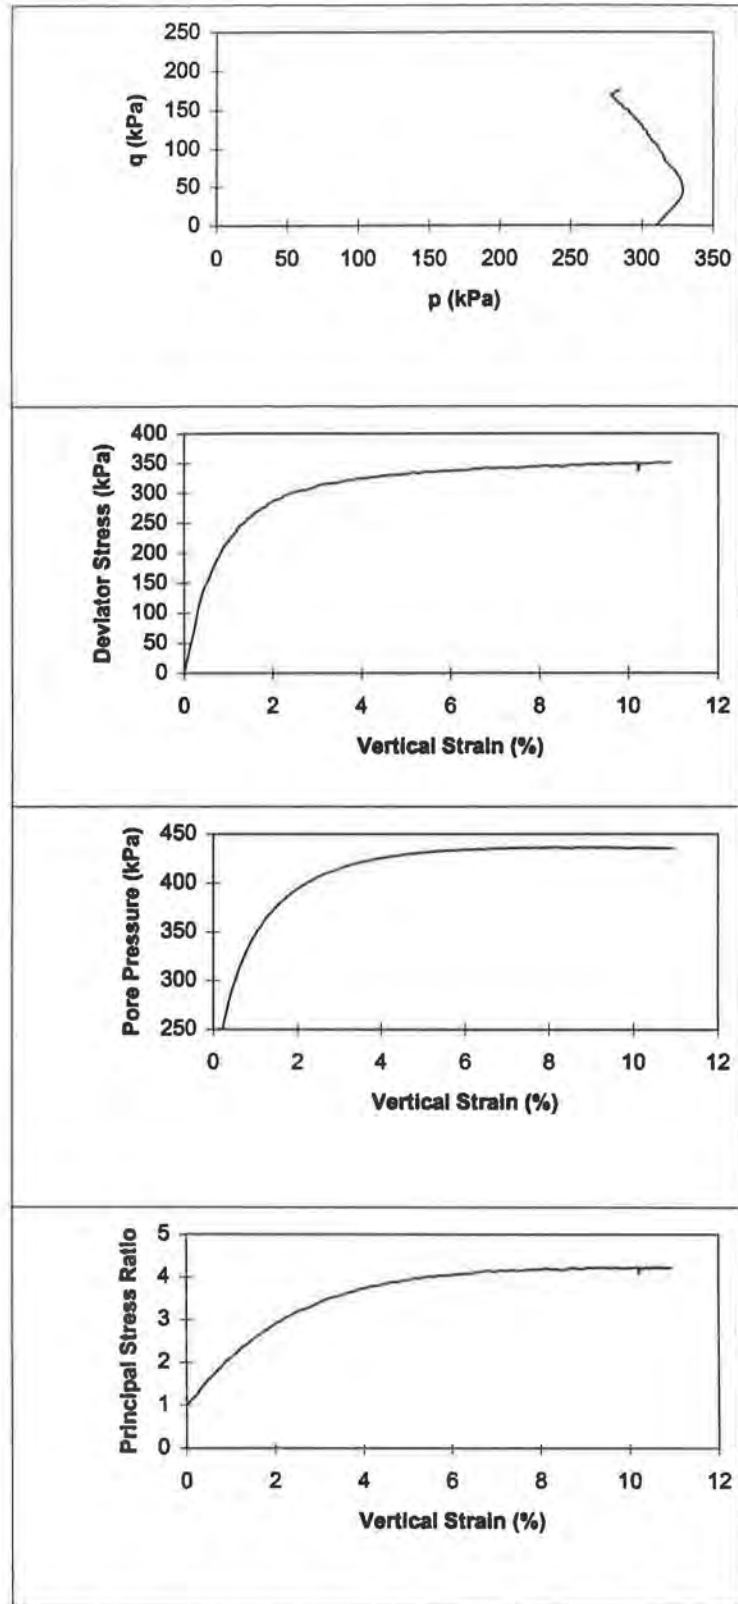 250
200
150
100
50
0
q (kPa)
0 50 100 150 200 250 300 350
p (kPa)
400
350
300
250
200
150
100
50
0
Deviator Stress (kPa)
0 2 4 6 8 10 12
Vertical Strain (%)
450
400
350
300
250
Pore Pressure (kPa)
0 2 4 6 8 10 12
Vertical Strain (%)
5
4
3
2
1
0
Principal Stress Ratio
0 2 4 6 8 10 12
Vertical Strain (%)